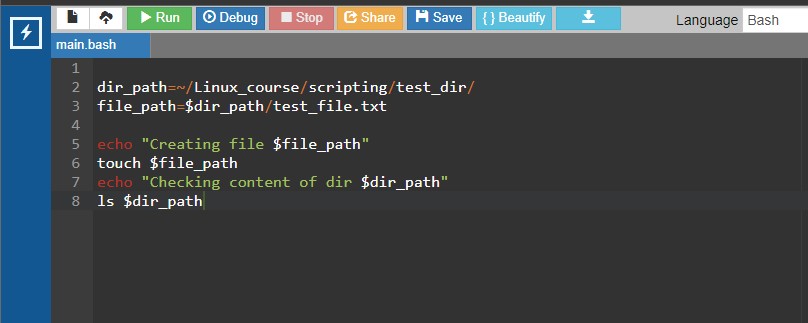 Run Debug Stop Share Save { } Beautify Language Bash
main.bash
1
2 dir_path=~/Linux_course/scripting/test_dir/
3 file_path=$dir_path/test_file.txt
4
5 echo "Creating file $file_path"
6 touch $file_path
7 echo "Checking content of dir $dir_path"
8 ls $dir_path